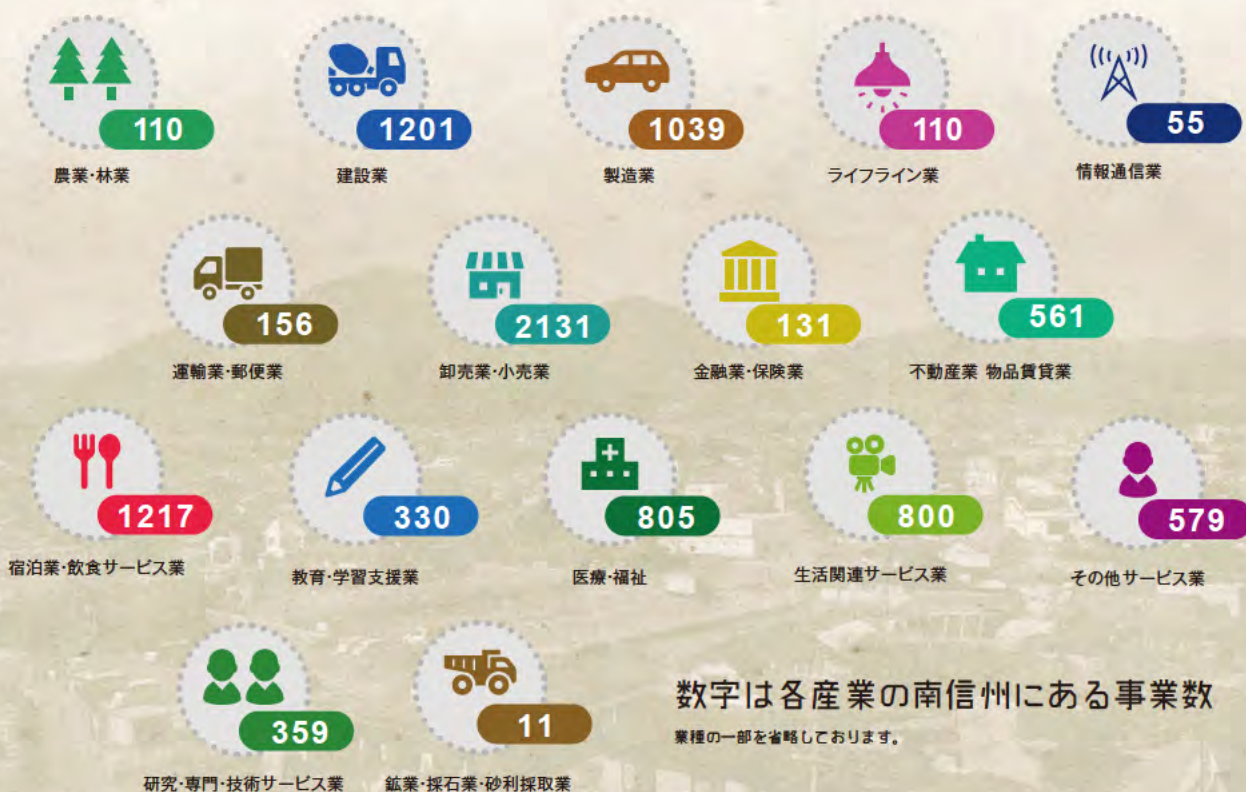 110
農業・林業
1201
建設業
1039
製造業
110
ライフライン業
55
情報通信業
156
運輸業・郵便業
2131
卸売業・小売業
131
金融業・保険業
561
不動産業 物品賃貸業
1217
宿泊業・飲食サービス業
330
教育・学習支援業
805
医療・福祉
800
生活関連サービス業
579
その他サービス業
359
研究・専門・技術サービス業
11
鉱業・採石業・砂利採取業
数字は各産業の南信州にある事業数
業種の一部を省略しております。